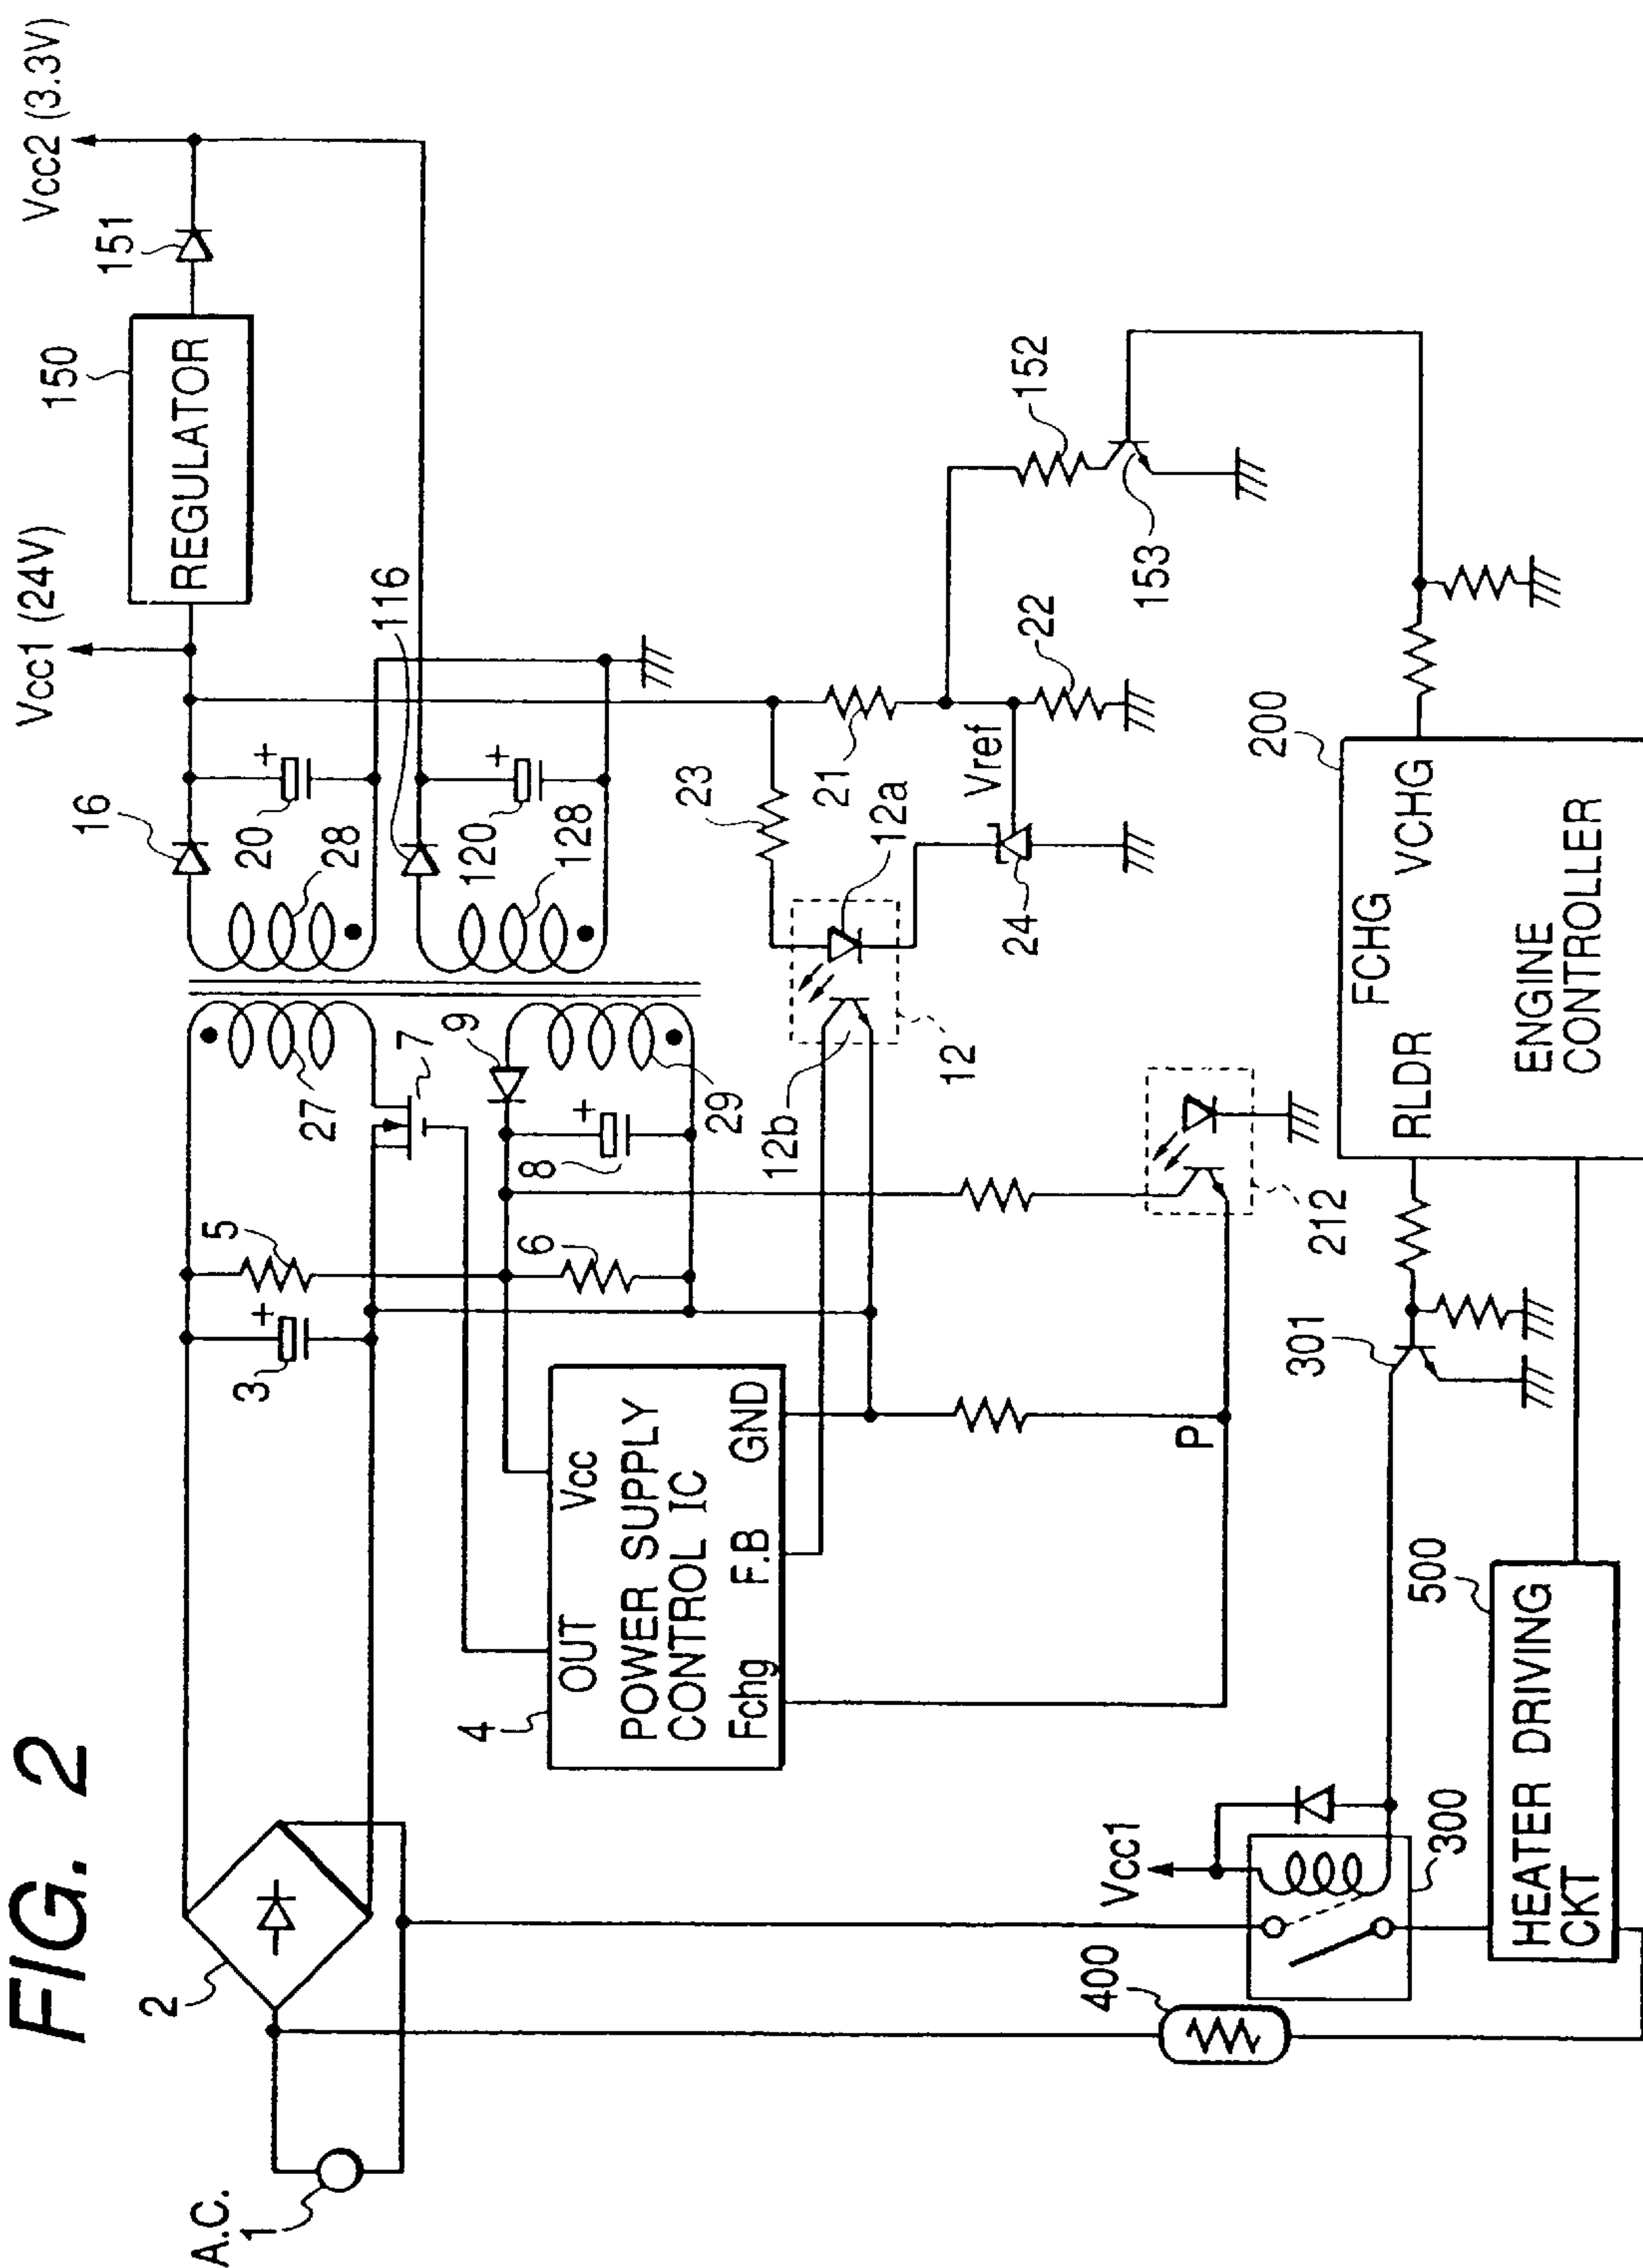 FIG. 2
A.C.
1
2
3
5
27
7
16
20
28
Vcc1 (24V)
150
REGULATOR
151
Vcc2 (3.3V)
116
120
128
9
8
29
6
4
OUT
Vcc
POWER SUPPLY
CONTROL IC
Fchg
F.B
GND
12b
12
12a
23
21
Vref
24
22
152
153
P
212
Vcc1
300
301
400
500
HEATER DRIVING
CKT
200
RLDR
FCHG
VCHG
ENGINE
CONTROLLER